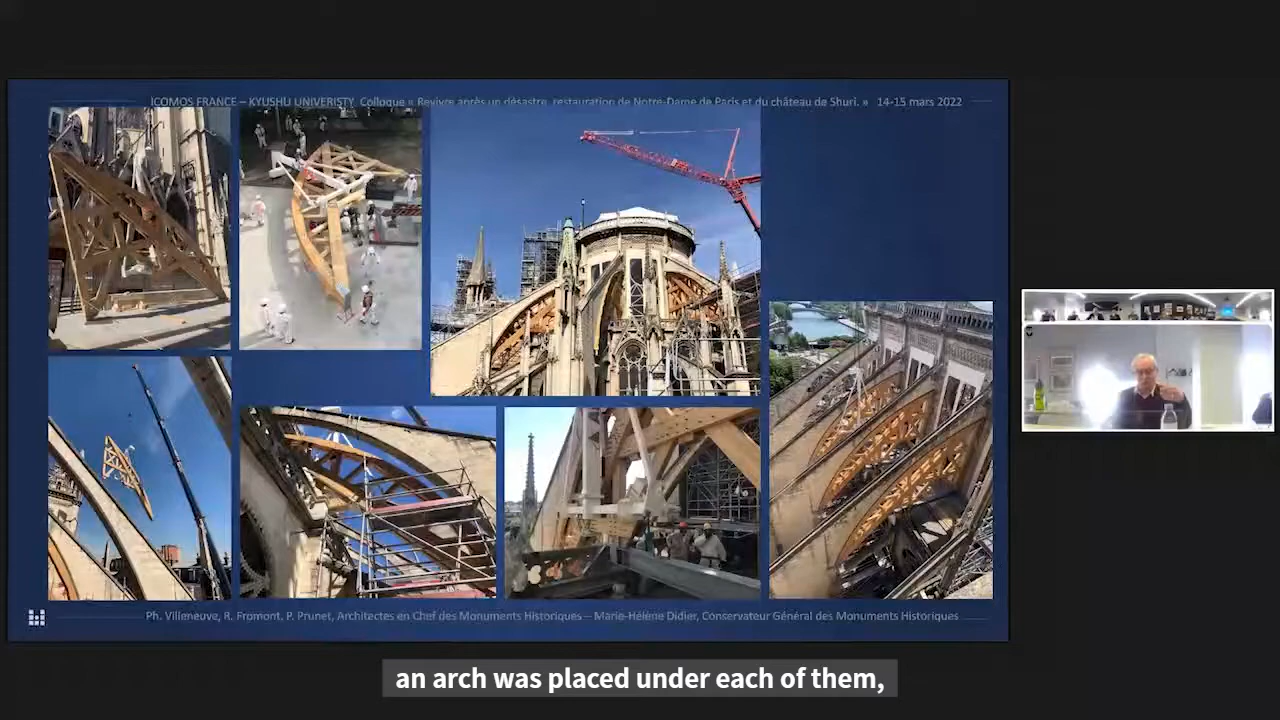 ICOMOS FRANCE – KYUSHU UNIVERISTY Colloque « Revivre après un désastre, restauration de Notre-Dame de Paris et du château de Shuri. » 14-15 mars 2022
Ph. Villeneuve, R. Fromont, P. Prunet, Architectes en Chef des Monuments Historiques – Marie-Hélène Didier, Conservateur Général des Monuments Historiques
an arch was placed under each of them,